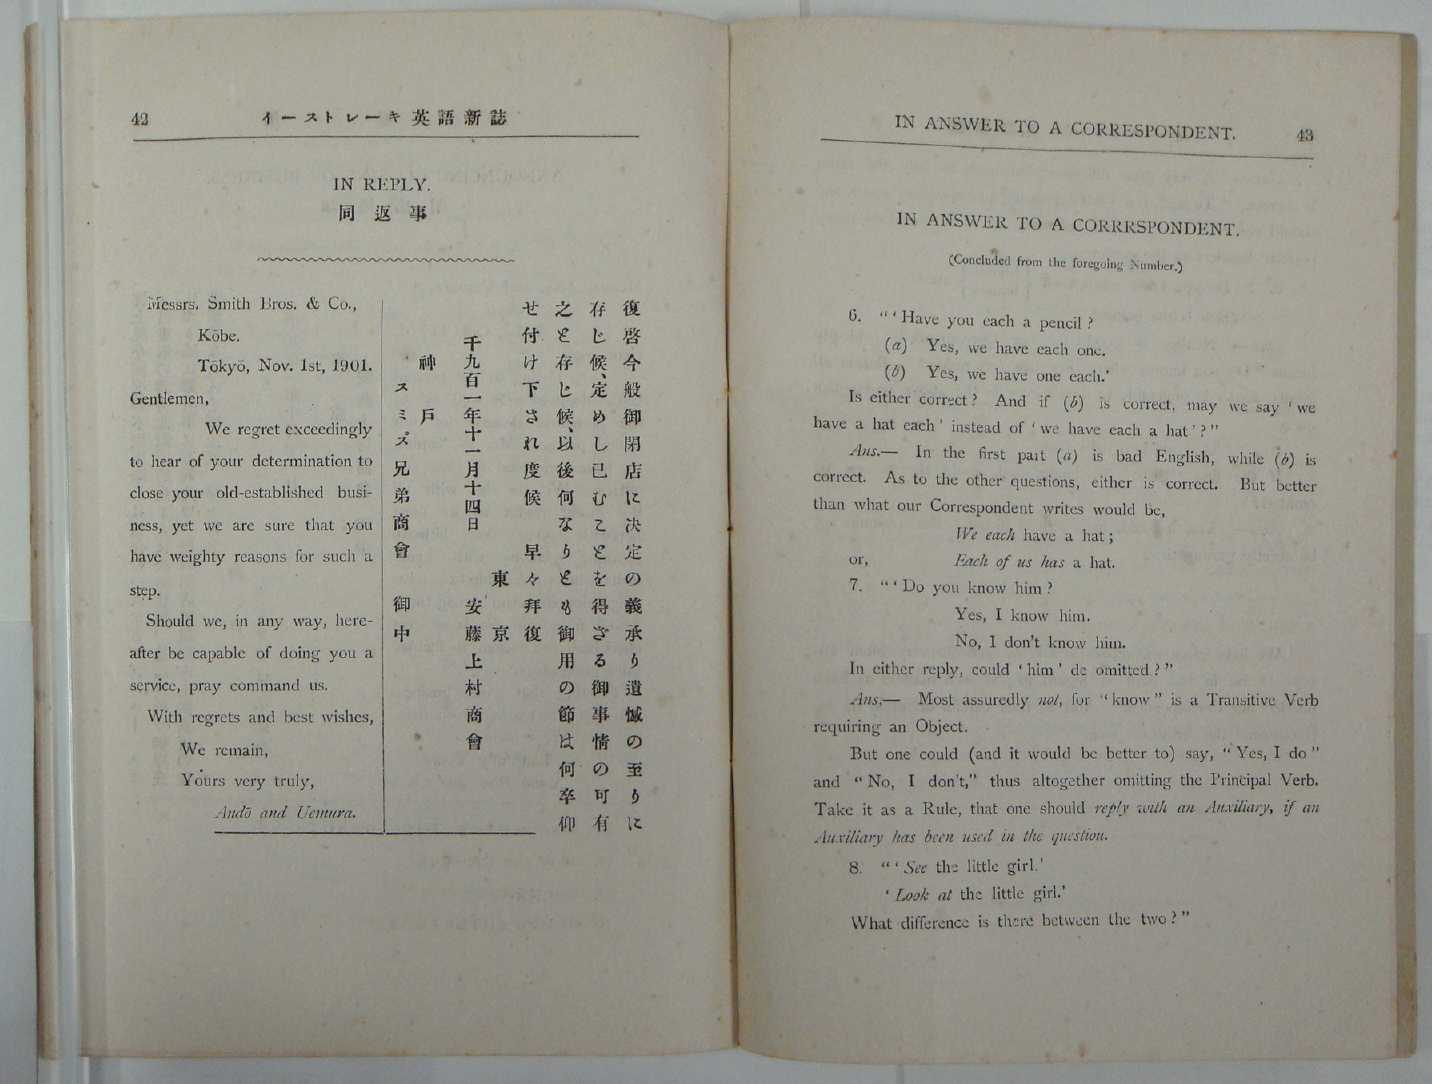 42
イーストレーキ英語新誌
IN REPLY.
同返事
Messrs. Smith Bros. & Co.,
Kōbe.
Tōkyō, Nov. 1st, 1901.
Gentlemen,
We regret exceedingly
to hear of your determination to
close your old-established busi-
ness, yet we are sure that you
have weighty reasons for such a
step.
Should we, in any way, here-
after be capable of doing you a
service, pray command us.
With regrets and best wishes,
We remain,
Yours very truly,
Andō and Uemura.
復啓今般御閉店に决定の義承り遺憾の至りに
存じ候、定めし已むことを得ざる御事情の可有
之と存じ候、以後何なりとも御用の節は何卒仰
せ付け下され度候 早々拜復
東京
安藤上村商會
千九百一年十一月十四日
神戶
スミズ兄弟商會 御中
IN ANSWER TO A CORRESPONDENT.
43
IN ANSWER TO A CORRRSPONDENT.
(Concluded from the foregoing Number.)
6. "'Have you each a pencil?
(a) Yes, we have each one.
(b) Yes, we have one each.'
Is either correct? And if (b) is correct, may we say 'we
have a hat each' instead of 'we have each a hat'?"
Ans.— In the first part (a) is bad English, while (b) is
correct. As to the other questions, either is correct. But better
than what our Correspondent writes would be,
We each have a hat;
or, Each of us has a hat.
7. "'Do you know him?
Yes, I know him.
No, I don't know him.
In either reply, could 'him' de omitted?"
Ans,— Most assuredly not, for "know" is a Transitive Verb
requiring an Object.
But one could (and it would be better to) say, "Yes, I do"
and "No, I don't," thus altogether omitting the Principal Verb.
Take it as a Rule, that one should reply with an Auxiliary, if an
Auxiliary has been used in the question.
8. "'See the little girl.'
'Look at the little girl.'
What difference is there between the two?"